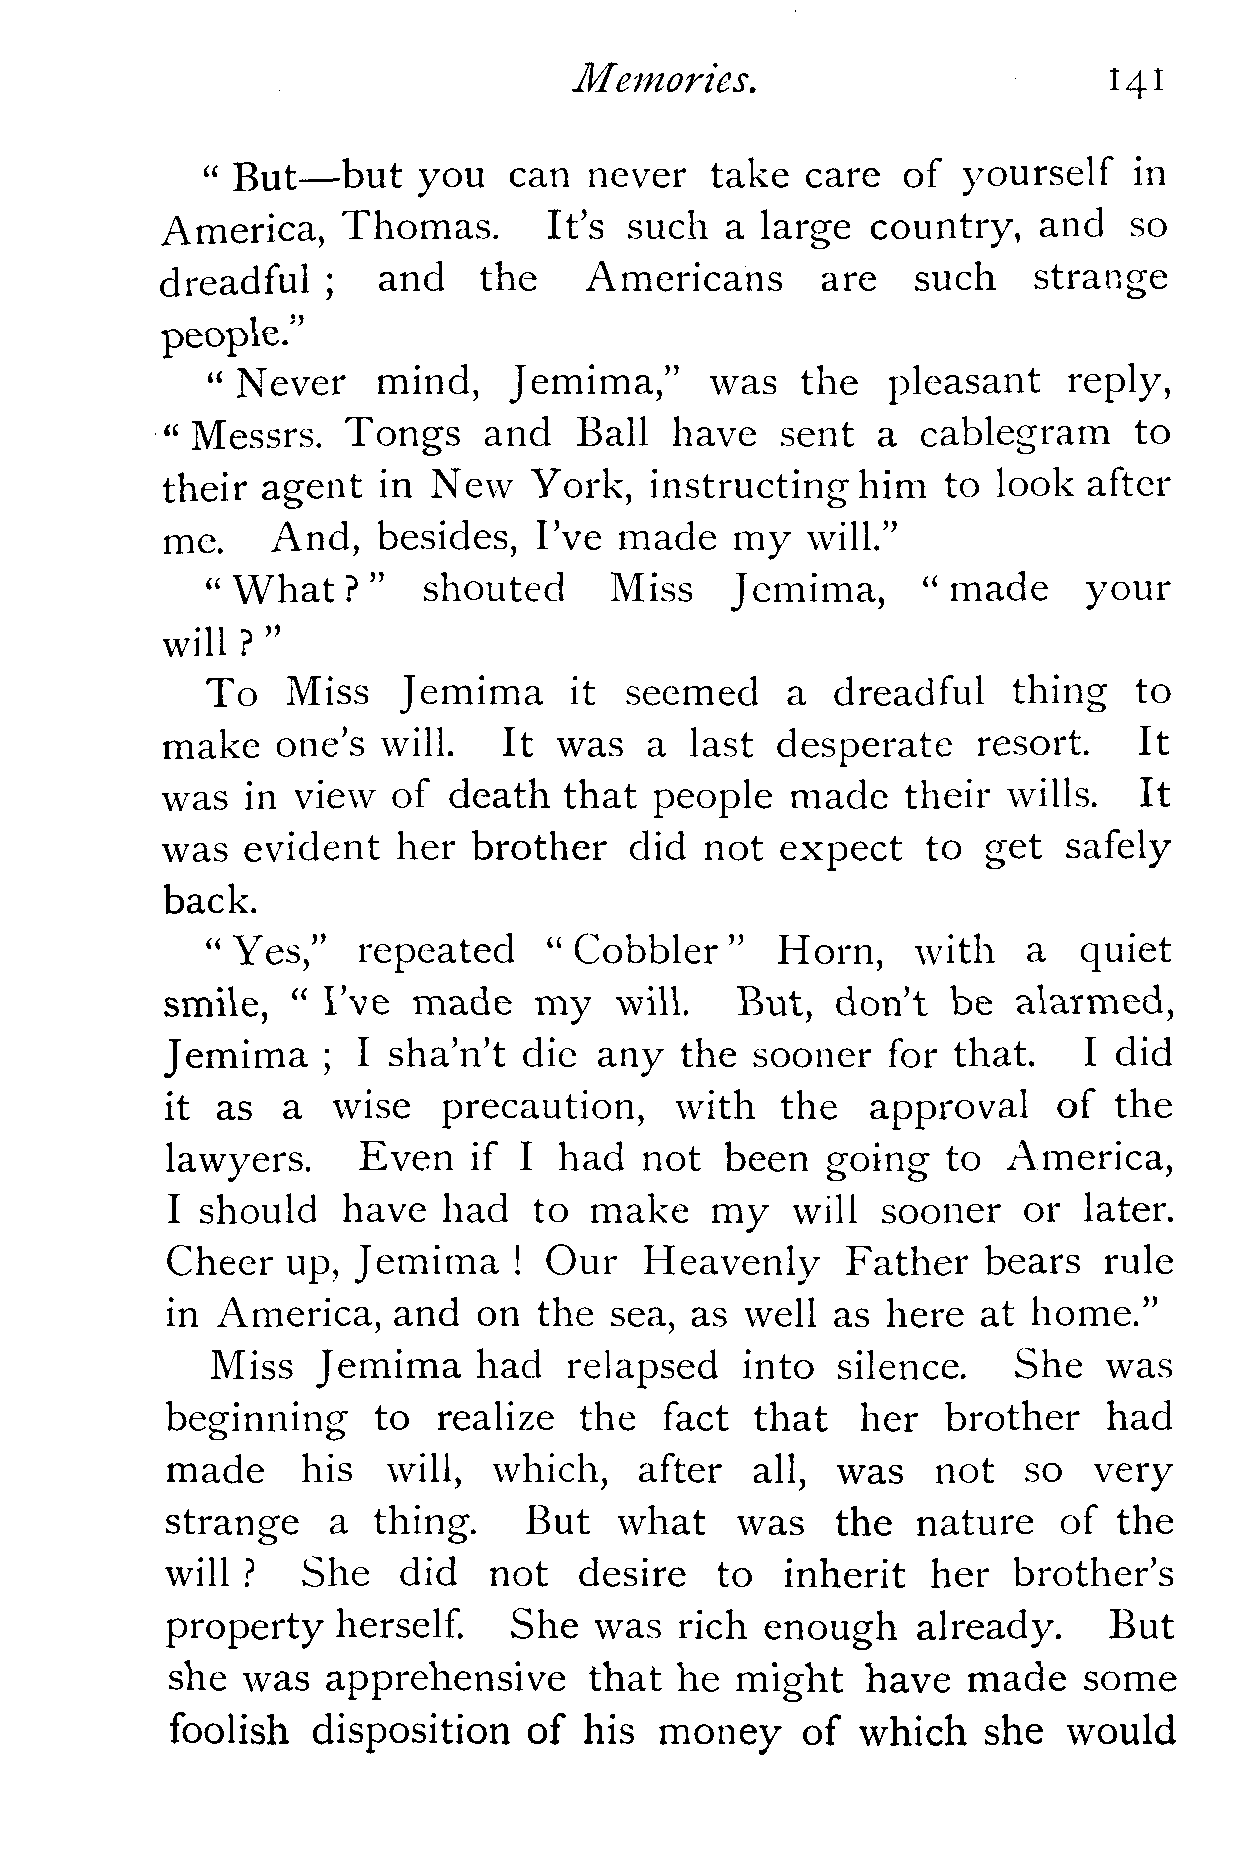 Memories. 141
“ But—but you can never take care of yourself in
America, Thomas. It’s such a large country, and so
dreadful ; and the Americans are such strange
people.”
“ Never mind, Jemima,” was the pleasant reply,
“ Messrs. Tongs and Ball have sent a cablegram to
their agent in New York, instructing him to look after
me. And, besides, I’ve made my will.”
“ What ? ” shouted Miss Jemima, “ made your
will ? ”
To Miss Jemima it seemed a dreadful thing to
make one’s will. It was a last desperate resort. It
was in view of death that people made their wills. It
was evident her brother did not expect to get safely
back.
“ Yes,” repeated “ Cobbler ” Horn, with a quiet
smile, “ I’ve made my will. But, don’t be alarmed,
Jemima ; I sha’n’t die any the sooner for that. I did
it as a wise precaution, with the approval of the
lawyers. Even if I had not been going to America,
I should have had to make my will sooner or later.
Cheer up, Jemima ! Our Heavenly Father bears rule
in America, and on the sea, as well as here at home.”
Miss Jemima had relapsed into silence. She was
beginning to realize the fact that her brother had
made his will, which, after all, was not so very
strange a thing. But what was the nature of the
will ? She did not desire to inherit her brother’s
property herself. She was rich enough already. But
she was apprehensive that he might have made some
foolish disposition of his money of which she would